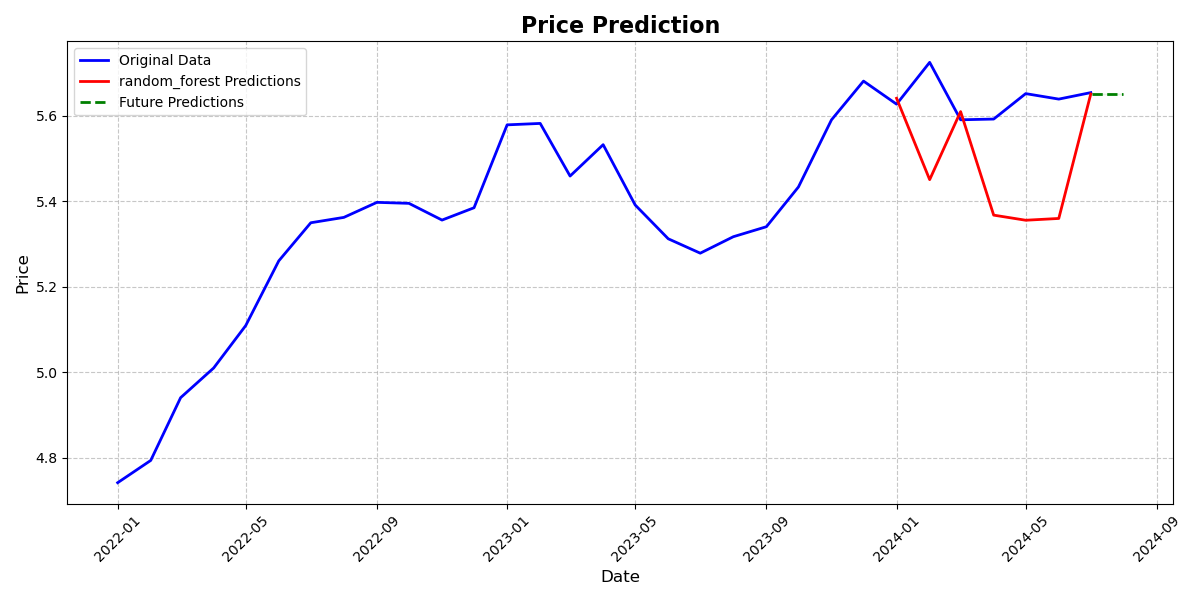 Price Prediction
Original Data
random_forest Predictions
Future Predictions
Price
5.6
5.4
5.2
5.0
4.8
2022-01
2022-05
2022-09
2023-01
2023-05
2023-09
2024-01
2024-05
2024-09
Date